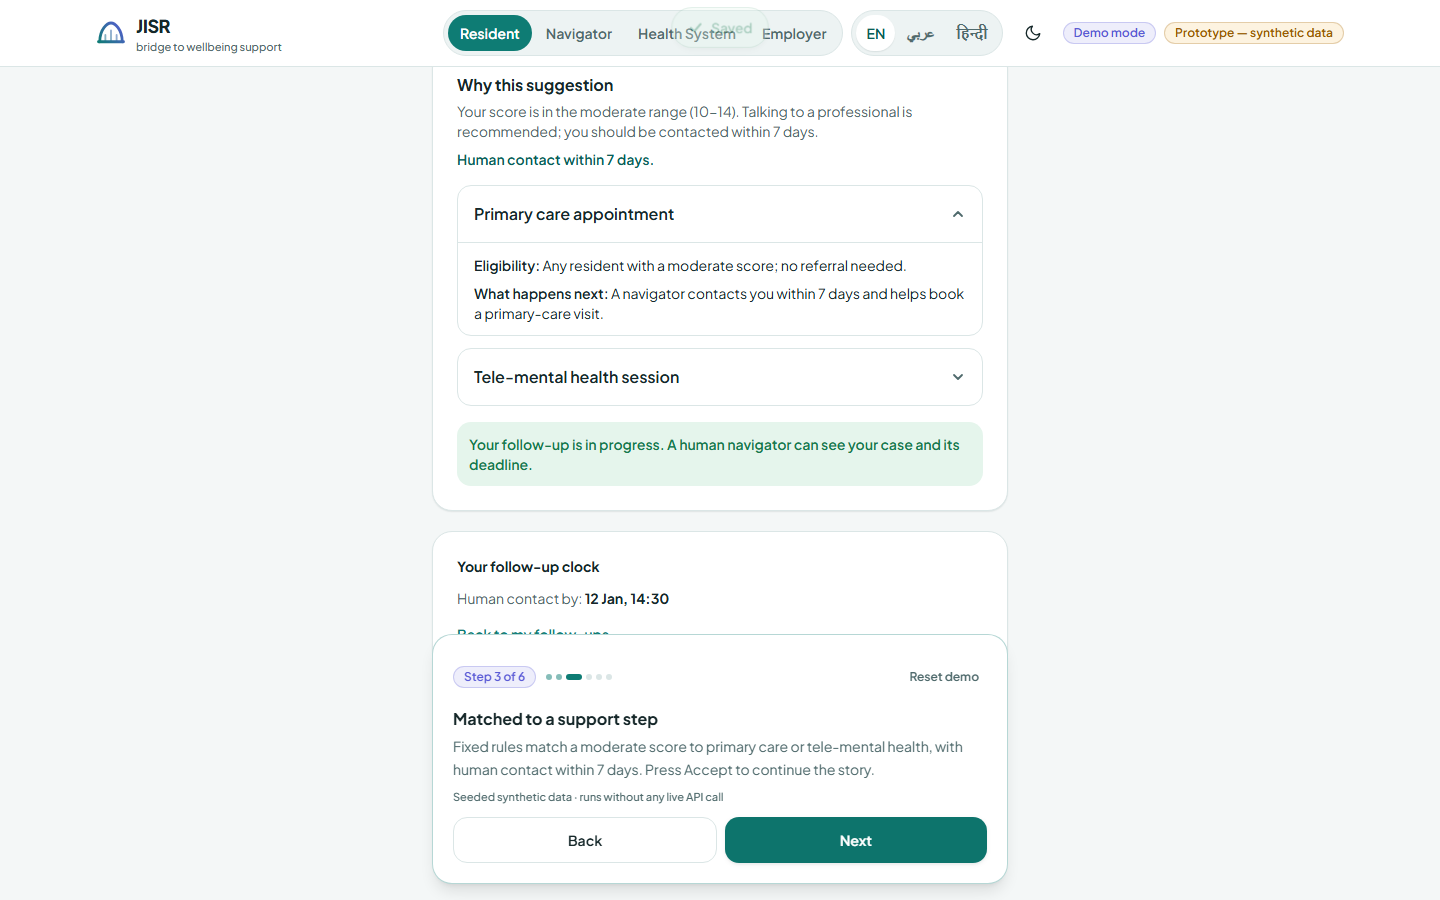 JISR
bridge to wellbeing support
Resident
Navigator
Health System
Saved
Employer
EN
عربي
हिन्दी
Demo mode
Prototype — synthetic data
Why this suggestion
Your score is in the moderate range (10–14). Talking to a professional is
recommended; you should be contacted within 7 days.
Human contact within 7 days.
Primary care appointment
Eligibility: Any resident with a moderate score; no referral needed.
What happens next: A navigator contacts you within 7 days and helps book
a primary-care visit.
Tele-mental health session
Your follow-up is in progress. A human navigator can see your case and its
deadline.
Your follow-up clock
Human contact by: 12 Jan, 14:30
Back to my follow-ups
Step 3 of 6
Reset demo
Matched to a support step
Fixed rules match a moderate score to primary care or tele-mental health, with
human contact within 7 days. Press Accept to continue the story.
Seeded synthetic data · runs without any live API call
Back
Next